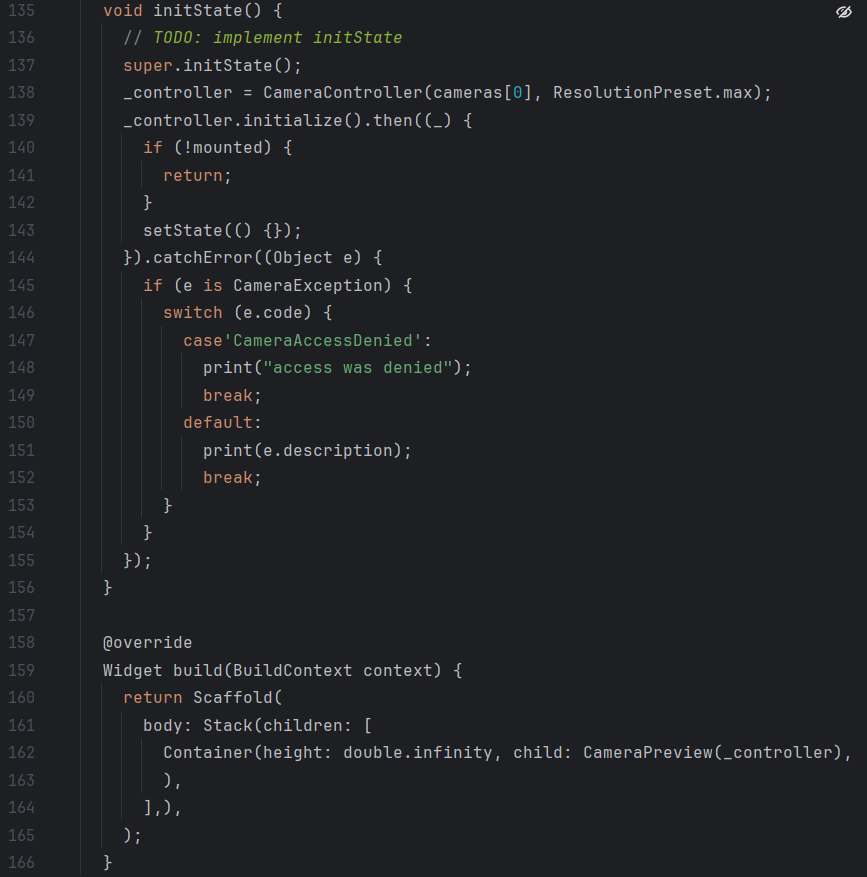 135 void initState() {
136 // TODO: implement initState
137 super.initState();
138 _controller = CameraController(cameras[0], ResolutionPreset.max);
139 _controller.initialize().then((_) {
140 if (!mounted) {
141 return;
142 }
143 setState(() {});
144 }).catchError((Object e) {
145 if (e is CameraException) {
146 switch (e.code) {
147 case'CameraAccessDenied':
148 print("access was denied");
149 break;
150 default:
151 print(e.description);
152 break;
153 }
154 }
155 });
156 }
157
158 @override
159 Widget build(BuildContext context) {
160 return Scaffold(
161 body: Stack(children: [
162 Container(height: double.infinity, child: CameraPreview(_controller),
163 ),
164 ],),
165 );
166 }